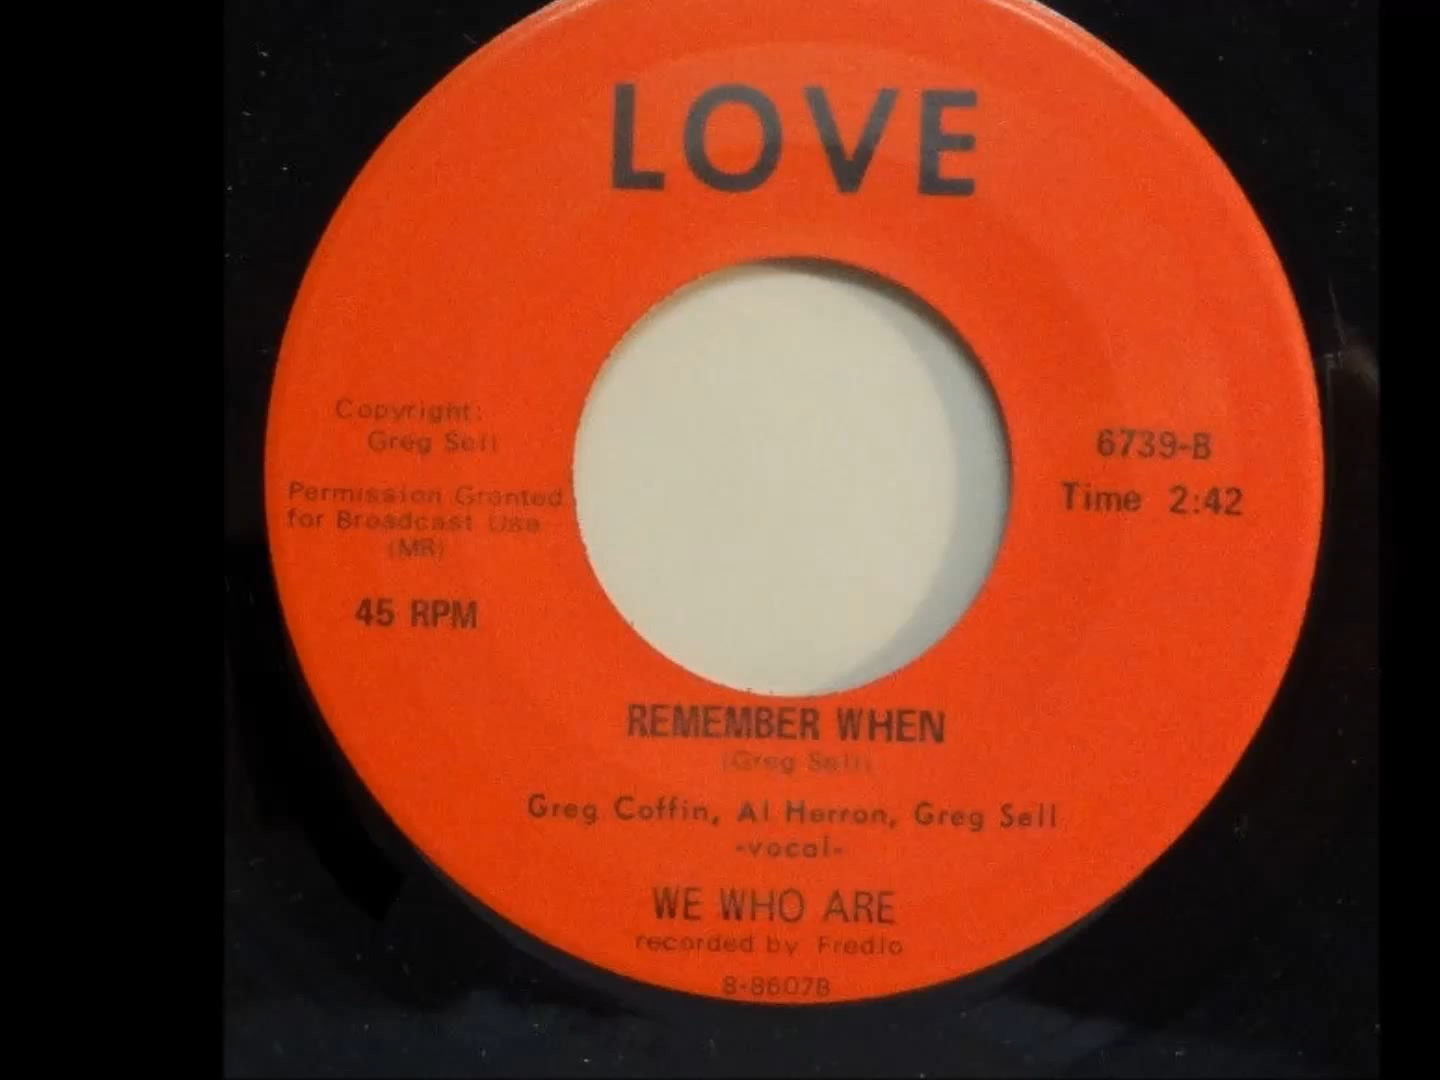 LOVE
Copyright:
Greg Sell
Permission Granted
for Broadcast Use
(MR)
45 RPM
6739-B
Time 2:42
REMEMBER WHEN
(Greg Sell)
Greg Coffin, Al Herron, Greg Sell
-vocal-
WE WHO ARE
recorded by Fredlo
8-8607B